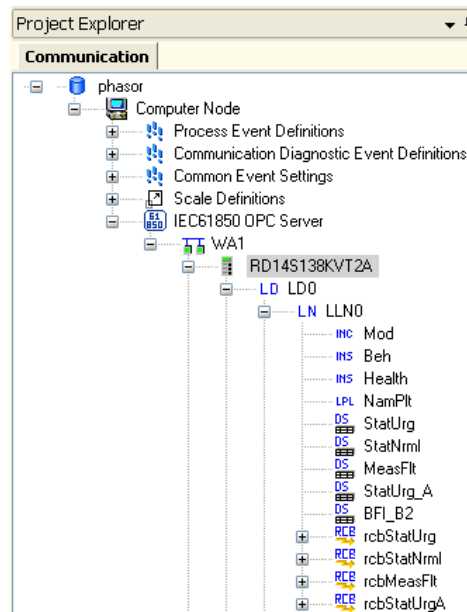 Project Explorer
Communication
phasor
Computer Node
Process Event Definitions
Communication Diagnostic Event Definitions
Common Event Settings
Scale Definitions
61 850 IEC61850 OPC Server
WA1
RD14S138KVT2A
LD LD0
LN LLN0
INC Mod
INS Beh
INS Health
LPL NamPlt
DS StatUrg
DS StatNrml
DS MeasFlt
DS StatUrg_A
DS BFI_B2
RCB rcbStatUrg
RCB rcbStatNrml
RCB rcbMeasFlt
RCB rcbStatUrgA